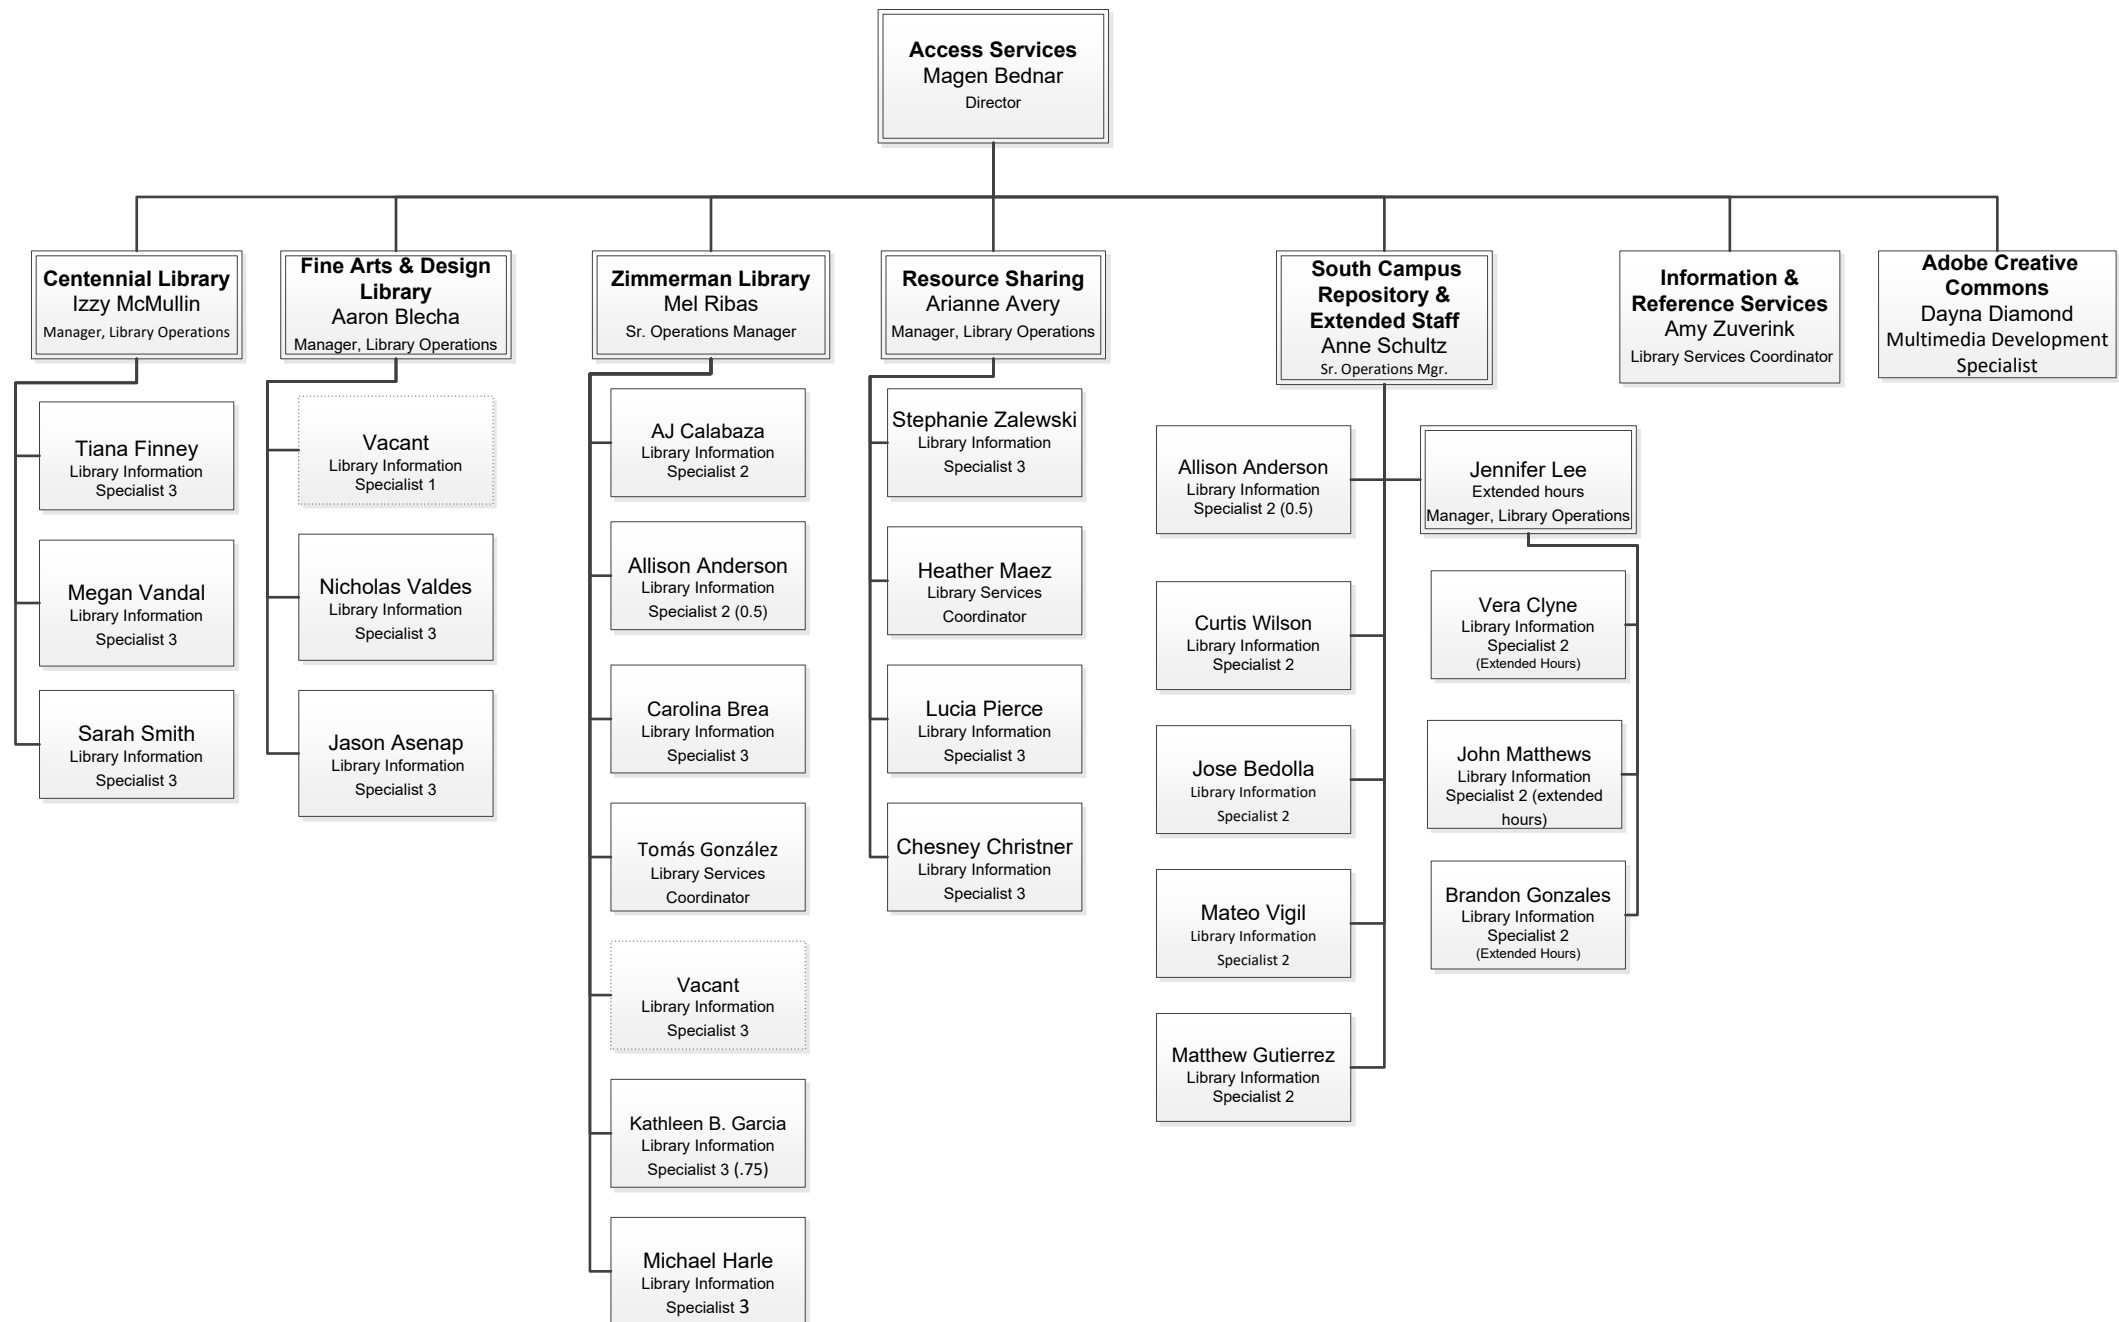 Access Services
Magen Bednar
Director
Centennial Library
Izzy McMullin
Manager, Library Operations
Fine Arts & Design
Library
Aaron Blecha
Manager, Library Operations
Zimmerman Library
Mel Ribas
Sr. Operations Manager
Resource Sharing
Arianne Avery
Manager, Library Operations
South Campus
Repository &
Extended Staff
Anne Schultz
Sr. Operations Mgr.
Information &
Reference Services
Amy Zuverink
Library Services Coordinator
Adobe Creative
Commons
Dayna Diamond
Multimedia Development
Specialist
Tiana Finney
Library Information
Specialist 3
Megan Vandal
Library Information
Specialist 3
Sarah Smith
Library Information
Specialist 3
Vacant
Library Information
Specialist 1
Nicholas Valdes
Library Information
Specialist 3
Jason Asenap
Library Information
Specialist 3
AJ Calabaza
Library Information
Specialist 2
Allison Anderson
Library Information
Specialist 2 (0.5)
Carolina Brea
Library Information
Specialist 3
Tomás González
Library Services
Coordinator
Vacant
Library Information
Specialist 3
Kathleen B. Garcia
Library Information
Specialist 3 (.75)
Michael Harle
Library Information
Specialist 3
Stephanie Zalewski
Library Information
Specialist 3
Heather Maez
Library Services
Coordinator
Lucia Pierce
Library Information
Specialist 3
Chesney Christner
Library Information
Specialist 3
Allison Anderson
Library Information
Specialist 2 (0.5)
Curtis Wilson
Library Information
Specialist 2
Jose Bedolla
Library Information
Specialist 2
Mateo Vigil
Library Information
Specialist 2
Matthew Gutierrez
Library Information
Specialist 2
Jennifer Lee
Extended hours
Manager, Library Operations
Vera Clyne
Library Information
Specialist 2
(Extended Hours)
John Matthews
Library Information
Specialist 2 (extended
hours)
Brandon Gonzales
Library Information
Specialist 2
(Extended Hours)